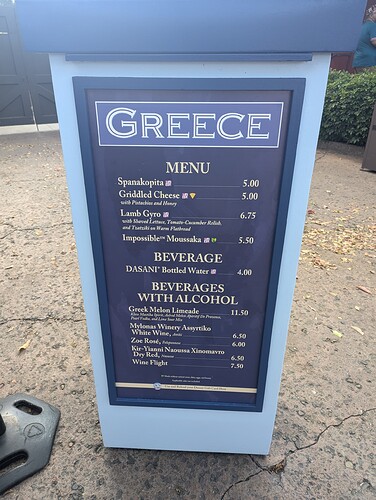 GREECE
MENU
Spanakopita 5.00
Griddled Cheese 5.00
with Pistachios and Honey
Lamb Gyro 6.75
with Shaved Lettuce, Tomato-Cucumber Relish,
and Tzatziki on Warm Flatbread
Impossible™ Moussaka 5.50
BEVERAGE
DASANI® Bottled Water 4.00
BEVERAGES
WITH ALCOHOL
Greek Melon Limeade 11.50
Mylonas Winery Assyrtiko
White Wine, 6.50
Zoe Rosé, Peloponnese 6.00
Kir-Yianni Naoussa Xinomavro
Dry Red, 6.50
Wine Flight 7.50